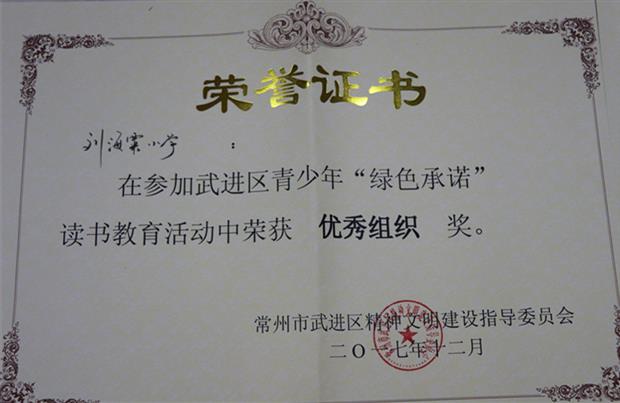 荣誉证书
刘海粟小学：
在参加武进区青少年“绿色承诺”
读书教育活动中荣获 优秀组织 奖。
常州市武进区精神文明建设指导委员会
二〇一七年十二月